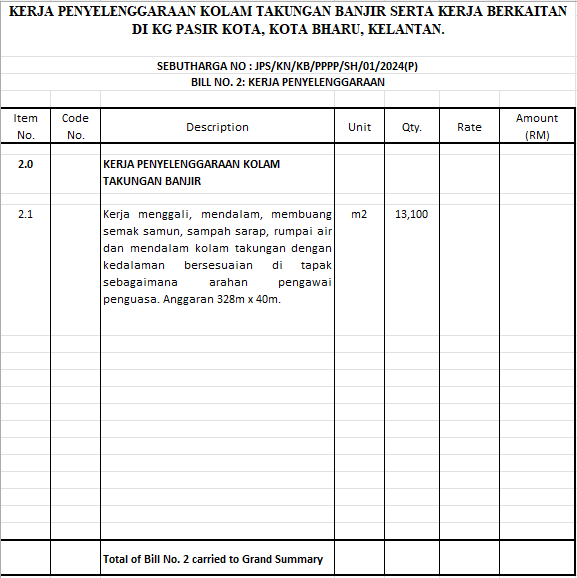 KERJA PENYELENGGARAAN KOLAM TAKUNGAN BANJIR SERTA KERJA BERKAITAN
DI KG PASIR KOTA, KOTA BHARU, KELANTAN.
SEBUTHARGA NO : JPS/KN/KB/PPPP/SH/01/2024(P)
BILL NO. 2: KERJA PENYELENGGARAAN
Item No. Code No. Description Unit Qty. Rate Amount (RM)
2.0 KERJA PENYELENGGARAAN KOLAM
TAKUNGAN BANJIR
2.1 Kerja menggali, mendalam, membuang m2 13,100
semak samun, sampah sarap, rumpai air
dan mendalam kolam takungan dengan
kedalaman bersesuaian di tapak
sebagaimana arahan pengawai
penguasa. Anggaran 328m x 40m.
Total of Bill No. 2 carried to Grand Summary